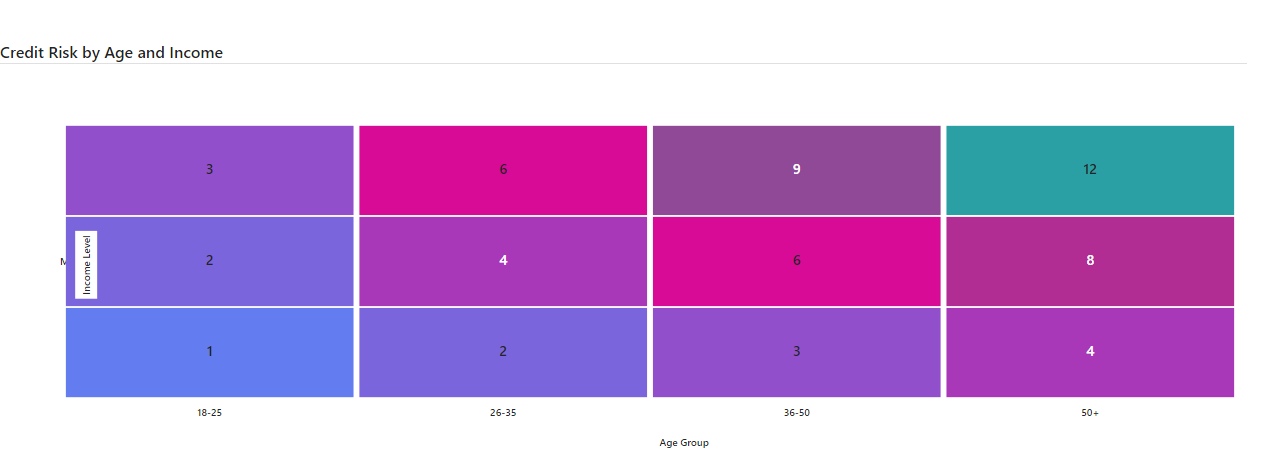 Credit Risk by Age and Income
3 6 9 12
Income Level
2 4 6 8
1 2 3 4
18-25 26-35 36-50 50+
Age Group